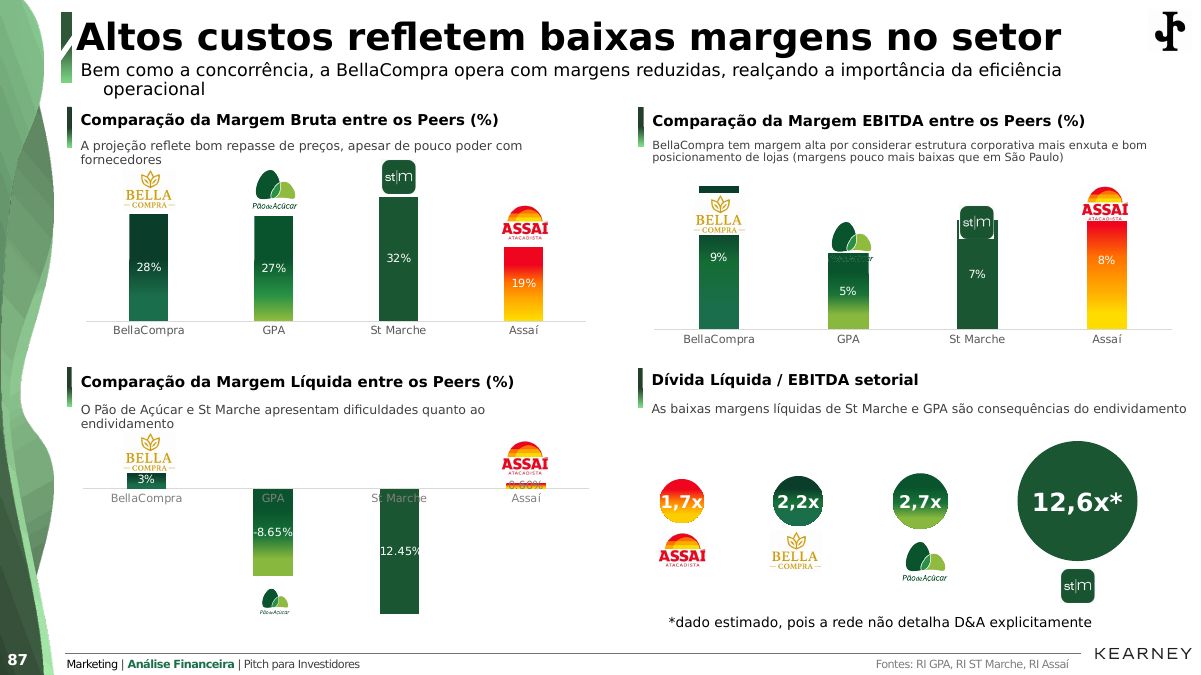 Altos custos refletem baixas margens no setor
Bem como a concorrência, a BellaCompra opera com margens reduzidas, realçando a importância da eficiência
operacional
Comparação da Margem Bruta entre os Peers (%)
A projeção reflete bom repasse de preços, apesar de pouco poder com
fornecedores
BELLA
COMPRA
PãodeAçúcar
st|m
ASSAÍ
ATACADISTA
28%
27%
32%
19%
BellaCompra
GPA
St Marche
Assaí
Comparação da Margem EBITDA entre os Peers (%)
BellaCompra tem margem alta por considerar estrutura corporativa mais enxuta e bom
posicionamento de lojas (margens pouco mais baixas que em São Paulo)
BELLA
COMPRA
PãodeAçúcar
st|m
ASSAÍ
ATACADISTA
9%
5%
7%
8%
BellaCompra
GPA
St Marche
Assaí
Comparação da Margem Líquida entre os Peers (%)
O Pão de Açúcar e St Marche apresentam dificuldades quanto ao
endividamento
BELLA
COMPRA
ASSAÍ
ATACADISTA
3%
0.60%
BellaCompra
GPA
St Marche
Assaí
-8.65%
12.45%
PãodeAçúcar
Dívida Líquida / EBITDA setorial
As baixas margens líquidas de St Marche e GPA são consequências do endividamento
1,7x
2,2x
2,7x
12,6x*
ASSAÍ
ATACADISTA
BELLA
COMPRA
PãodeAçúcar
st|m
*dado estimado, pois a rede não detalha D&A explicitamente
87
Marketing | Análise Financeira | Pitch para Investidores
Fontes: RI GPA, RI ST Marche, RI Assaí
KEARNEY